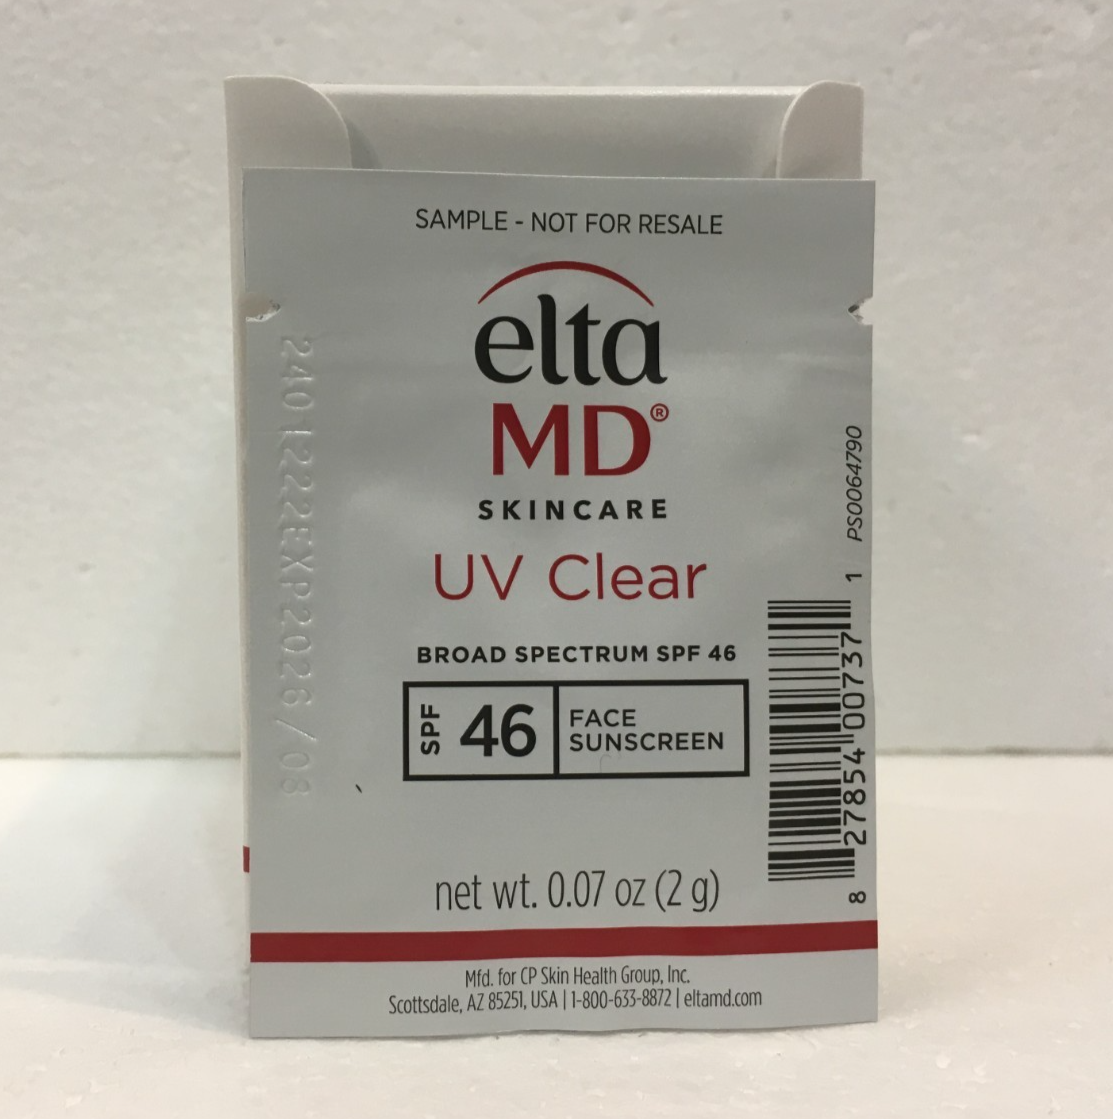 SAMPLE - NOT FOR RESALE
elta
MD®
SKINCARE
UV Clear
BROAD SPECTRUM SPF 46
SPF 46
FACE
SUNSCREEN
net wt. 0.07 oz (2 g)
Mfd. for CP Skin Health Group, Inc.
Scottsdale, AZ 85251, USA | 1-800-633-8872 | eltamd.com
8 27854 00737 1
PS0064790
2401222EXP2026/08